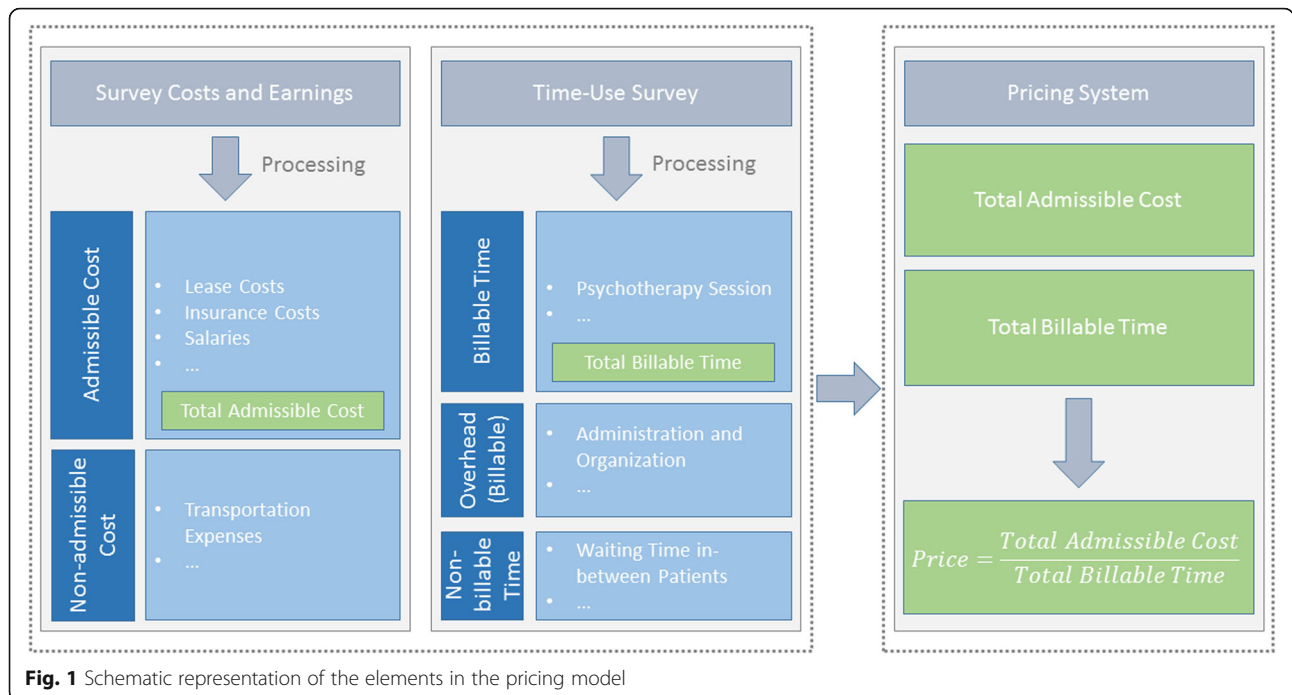 Survey Costs and Earnings
Processing
Admissible Cost
• Lease Costs
• Insurance Costs
• Salaries
• ...
Total Admissible Cost
Non-admissible
Cost
• Transportation
Expenses
• ...
Time-Use Survey
Processing
Billable Time
• Psychotherapy Session
• ...
Total Billable Time
Overhead
(Billable)
• Administration and
Organization
• ...
Non-
billable
Time
• Waiting Time in-
between Patients
• ...
Pricing System
Total Admissible Cost
Total Billable Time
Price = Total Admissible Cost / Total Billable Time
Fig. 1 Schematic representation of the elements in the pricing model